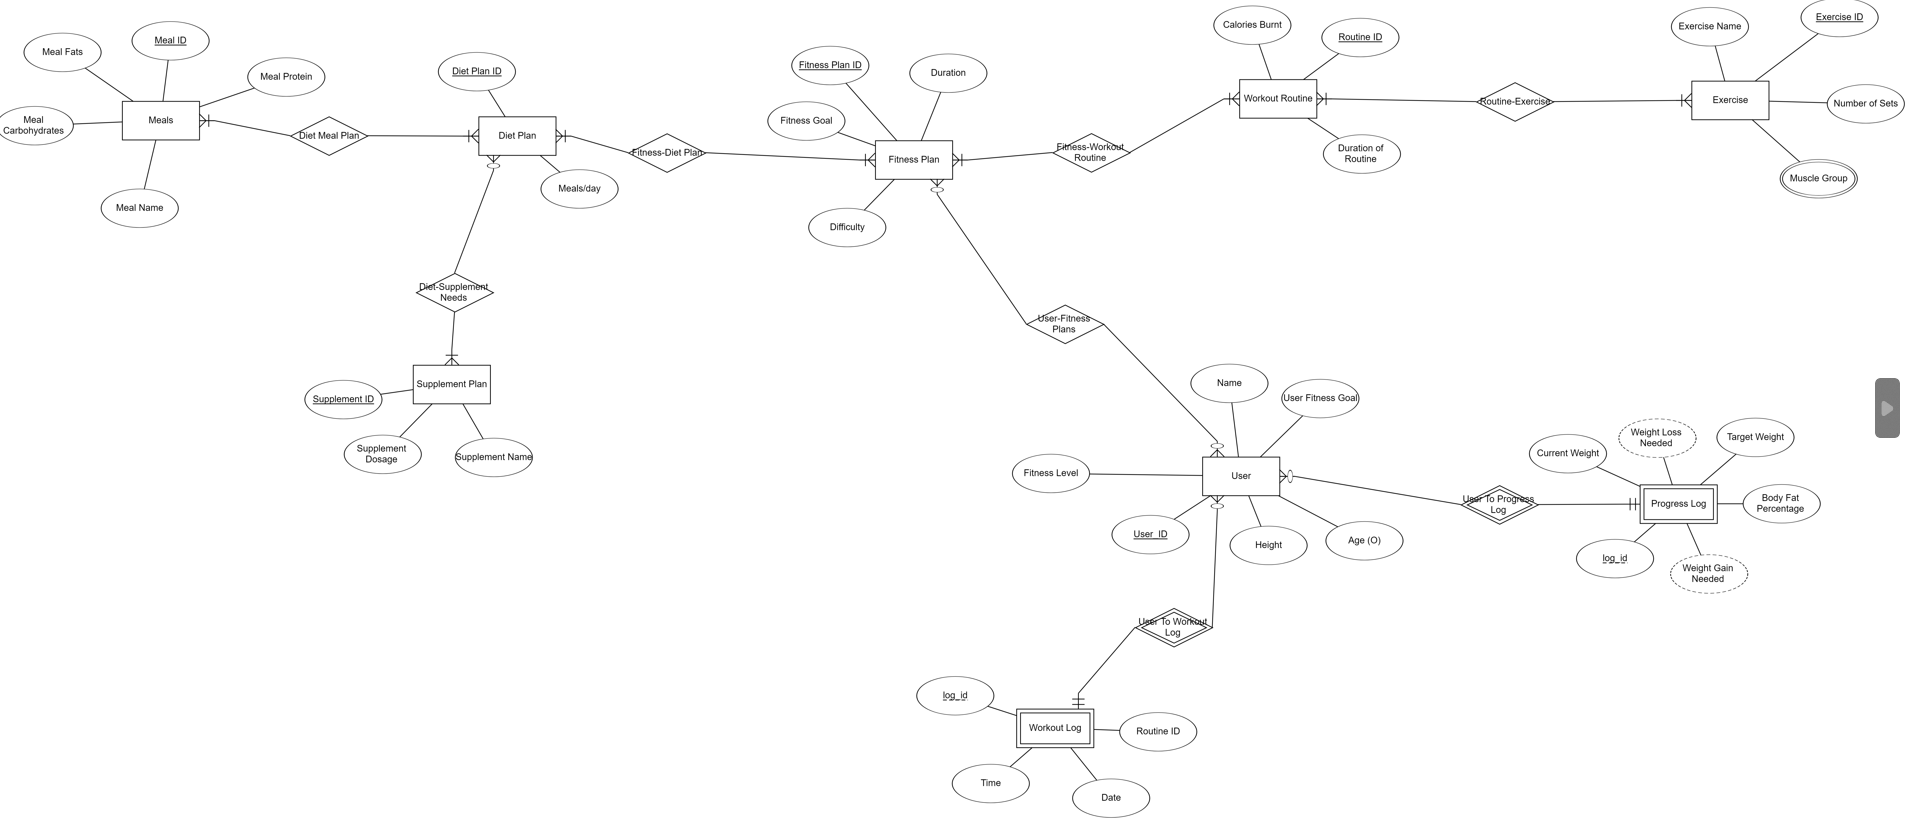 Meal Fats
Meal ID
Meal Protein
Meal
Carbohydrates
Meals
Meal Name
Diet Meal Plan
Diet Plan ID
Diet Plan
Meals/day
Fitness-Diet Plan
Diet-Supplement
Needs
Supplement Plan
Supplement ID
Supplement
Dosage
Supplement Name
Fitness Plan ID
Duration
Fitness Goal
Fitness Plan
Difficulty
Fitness-Workout
Routine
Calories Burnt
Routine ID
Workout Routine
Duration of
Routine
Routine-Exercise
Exercise Name
Exercise ID
Exercise
Number of Sets
Muscle Group
User-Fitness
Plans
Name
User Fitness Goal
Fitness Level
User
User_ID
Height
Age (O)
User To Progress
Log
Current Weight
Weight Loss
Needed
Target Weight
Progress Log
Body Fat
Percentage
log_id
Weight Gain
Needed
User To Workout
Log
log_id
Workout Log
Routine ID
Time
Date